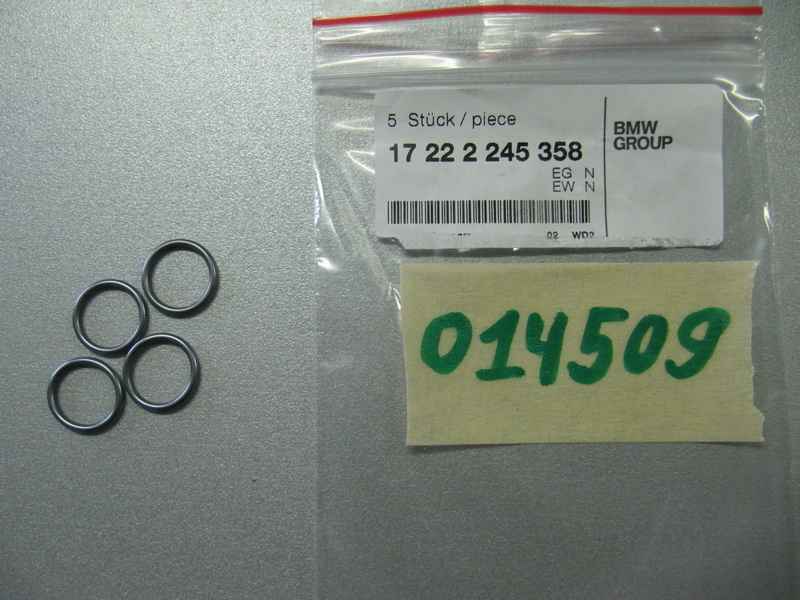 5 Stück / piece
17 22 2 245 358
EG N
EW N
BMW
GROUP
02 WD2
014509